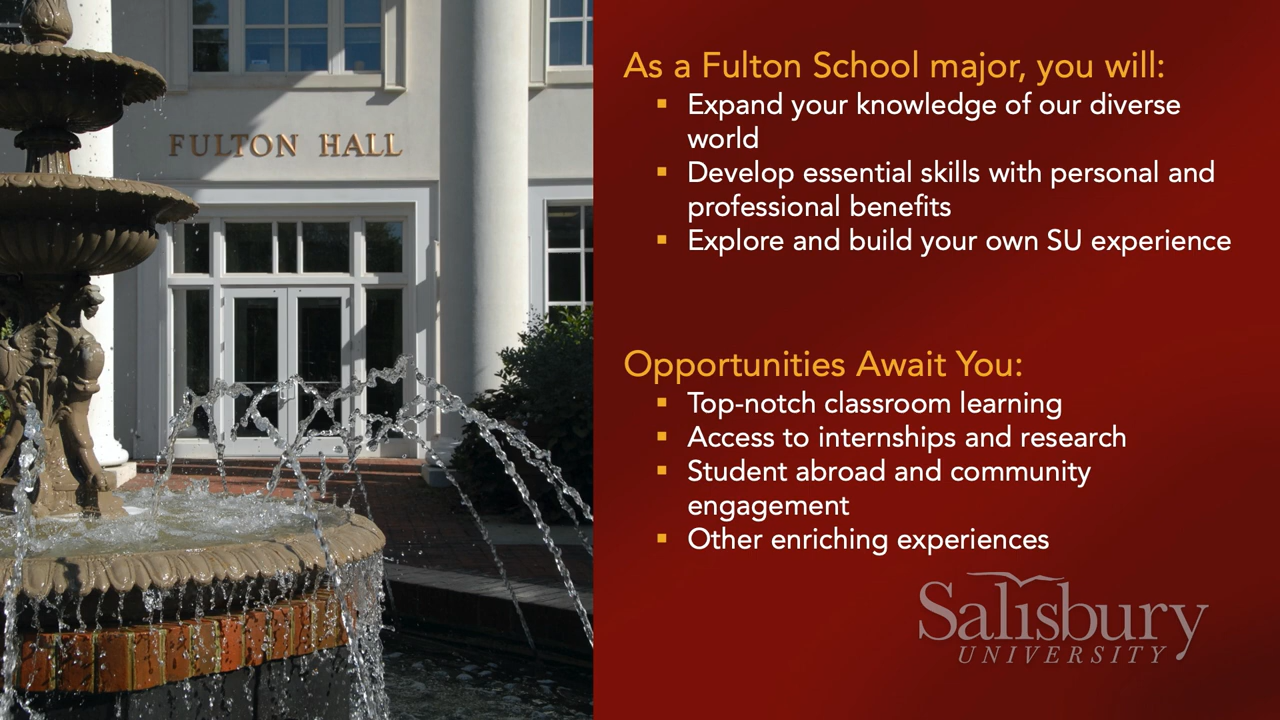 FULTON HALL
As a Fulton School major, you will:
▪ Expand your knowledge of our diverse
world
▪ Develop essential skills with personal and
professional benefits
▪ Explore and build your own SU experience
Opportunities Await You:
▪ Top-notch classroom learning
▪ Access to internships and research
▪ Student abroad and community
engagement
▪ Other enriching experiences
Salisbury
UNIVERSITY